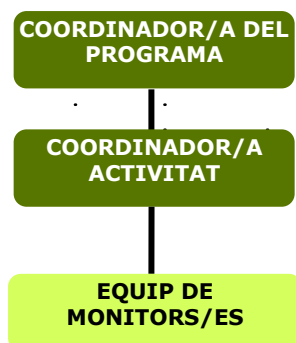 COORDINADOR/A DEL
PROGRAMA
COORDINADOR/A
ACTIVITAT
EQUIP DE
MONITORS/ES